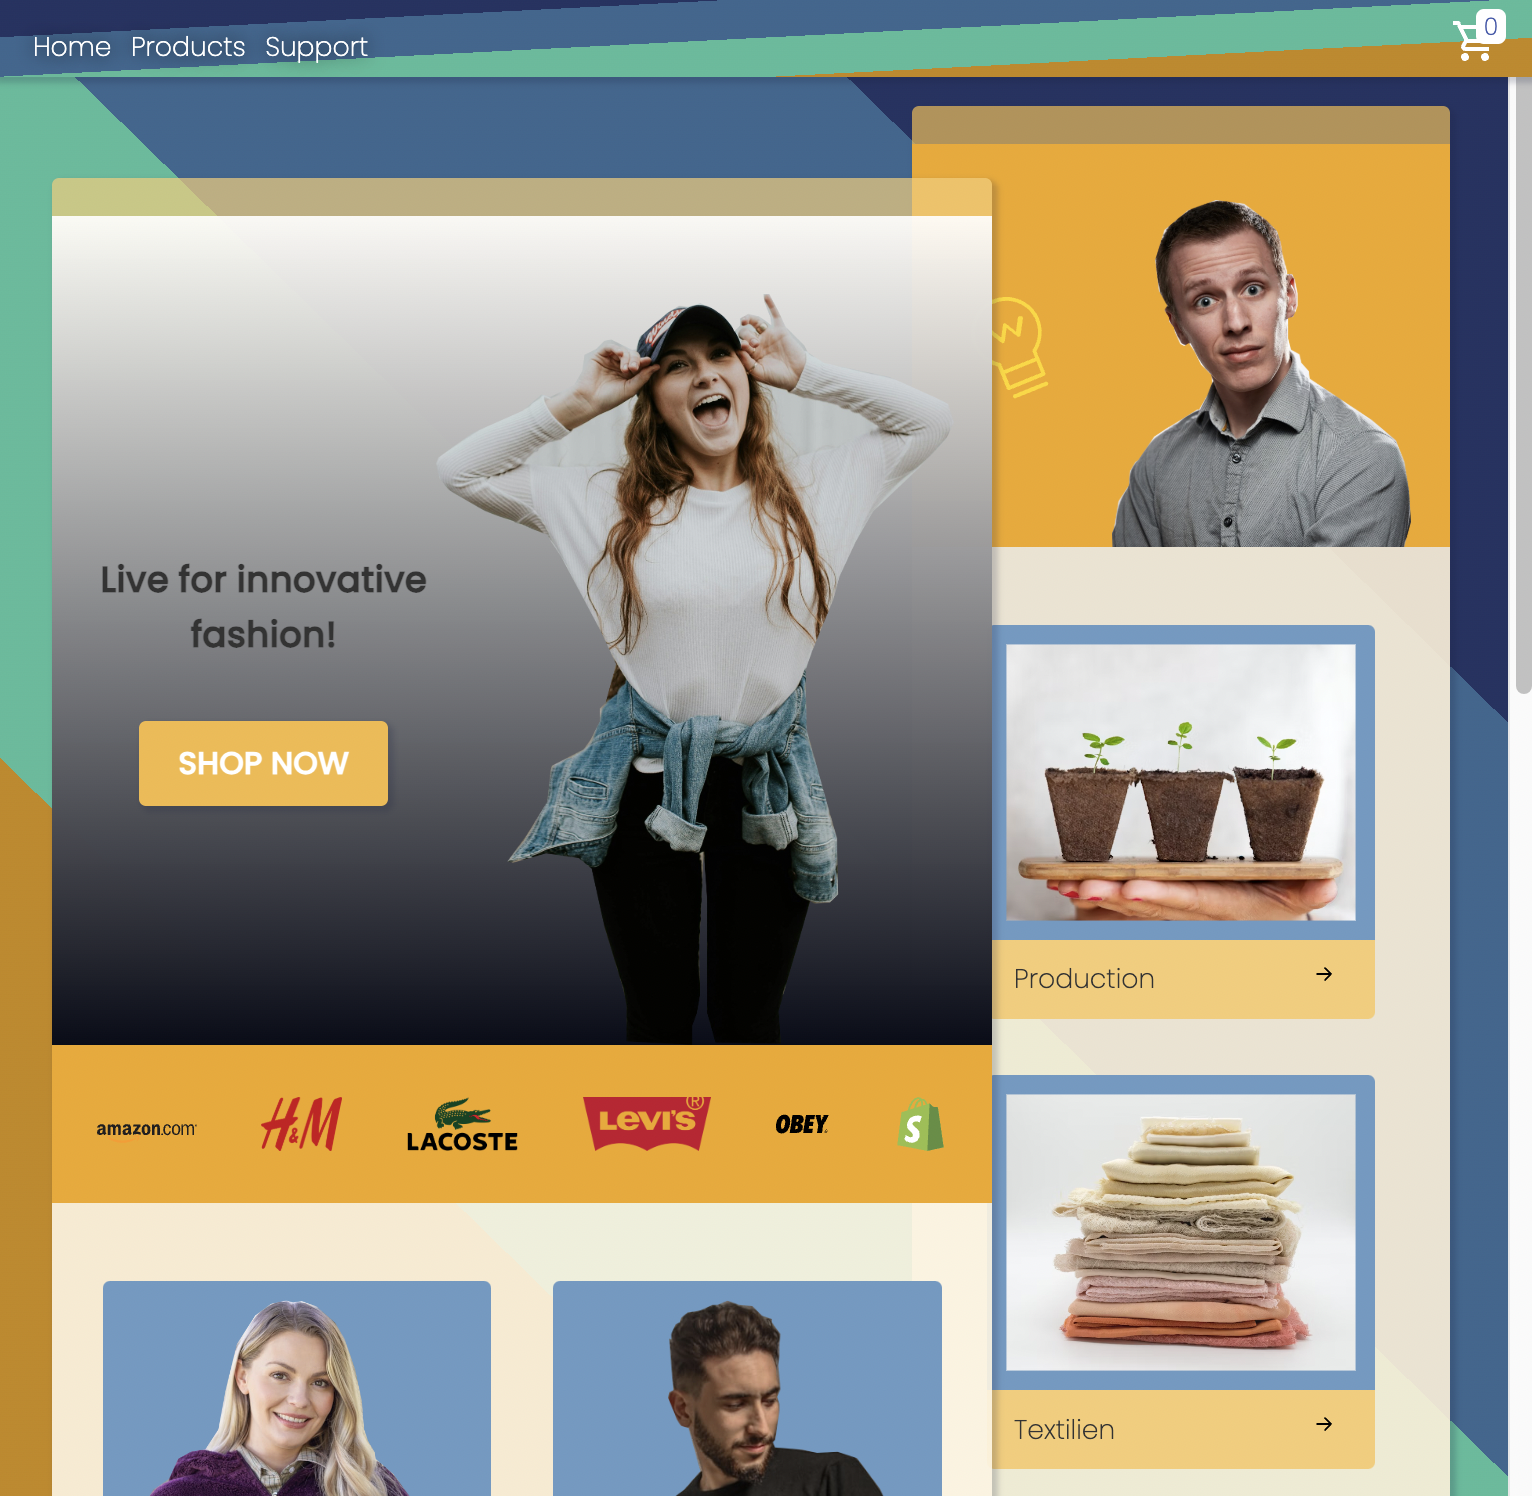 Home Products Support
0
Live for innovative
fashion!
SHOP NOW
Production
amazon.com
H&M
LACOSTE
LEVI'S®
OBEY
S
Textilien